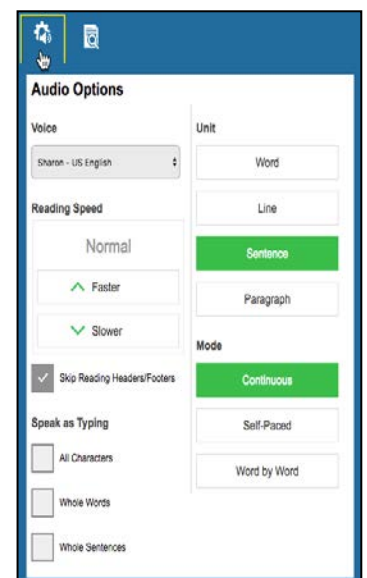 Audio Options
Voice
Sharon - US English
Reading Speed
Normal
Faster
Slower
Skip Reading Headers/Footers
Speak as Typing
All Characters
Whole Words
Whole Sentences
Unit
Word
Line
Sentence
Paragraph
Mode
Continuous
Self-Paced
Word by Word